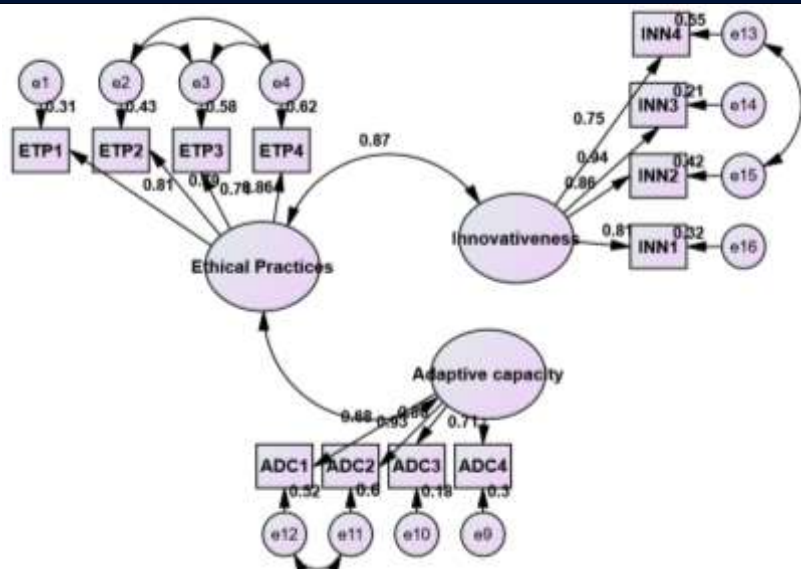 e1 e2 e3 e4
0.31 0.43 0.58 0.62
ETP1 ETP2 ETP3 ETP4
0.81
Ethical Practices
0.87
Innovativeness
INN4 0.55 e13
INN3 0.21 e14
INN2 0.42 e15
INN1 0.32 e16
0.75
0.94
0.86
0.81
Adaptive capacity
0.93 0.71
ADC1 ADC2 ADC3 ADC4
0.52 0.6 0.18 0.3
e12 e11 e10 e9